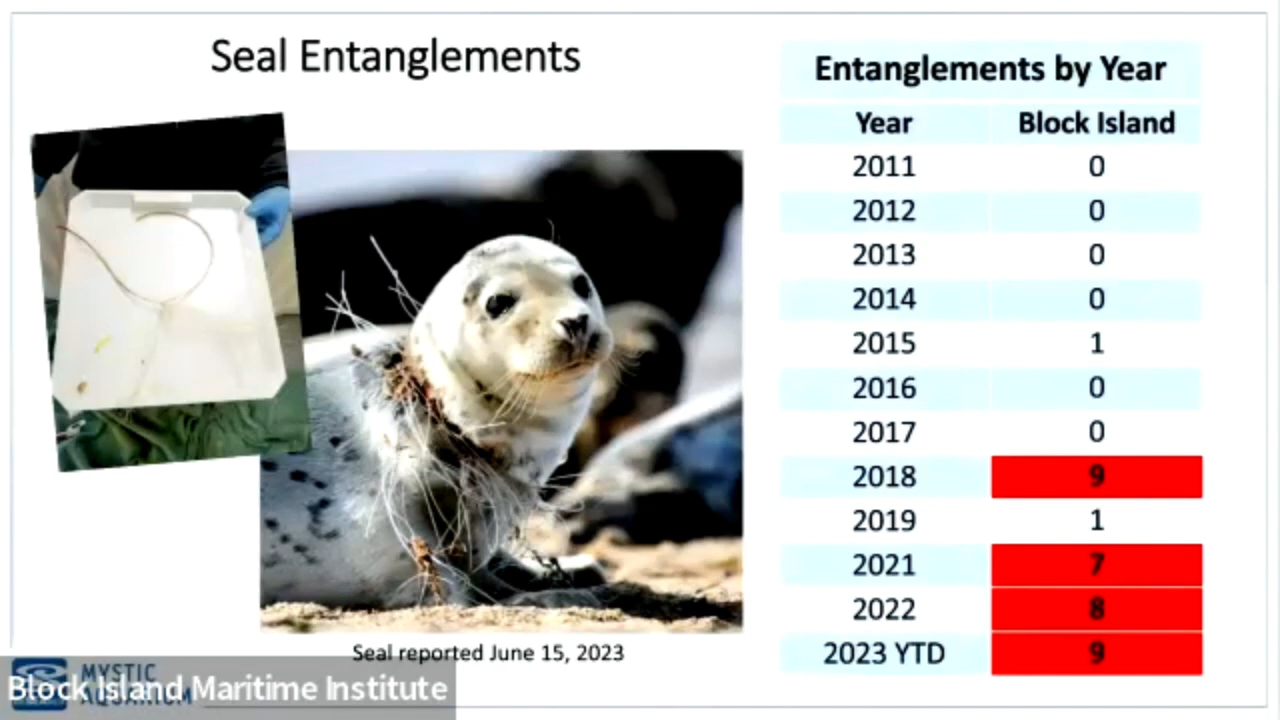 Seal Entanglements
Entanglements by Year
Year Block Island
2011 0
2012 0
2013 0
2014 0
2015 1
2016 0
2017 0
2018 9
2019 1
2021 7
2022 8
2023 YTD 9
Seal reported June 15, 2023
MYSTIC
AQUARIUM
Block Island Maritime Institute